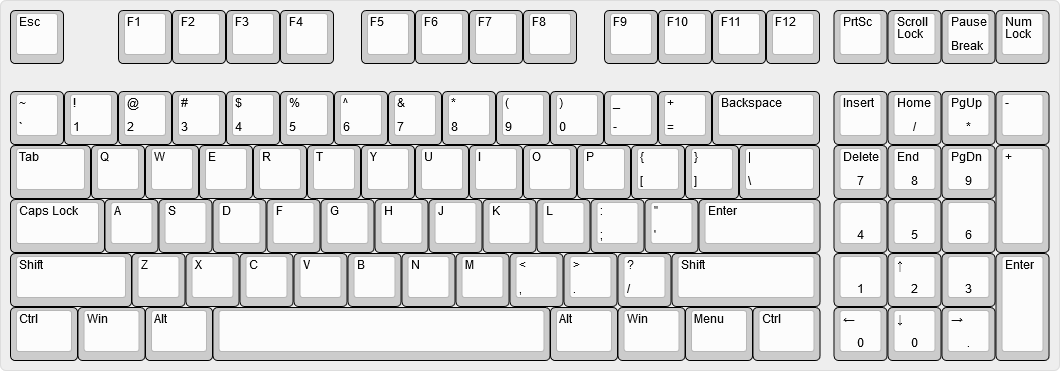 Esc F1 F2 F3 F4 F5 F6 F7 F8 F9 F10 F11 F12 PrtSc Scroll Lock Pause Break Num Lock
~ ` ! 1 @ 2 # 3 $ 4 % 5 ^ 6 & 7 * 8 ( 9 ) 0 _ - + = Backspace Insert Home / PgUp * -
Tab Q W E R T Y U I O P { [ } ] | \ Delete 7 End 8 PgDn 9 +
Caps Lock A S D F G H J K L : ; " ' Enter 4 5 6
Shift Z X C V B N M < , > . ? / Shift 1 ↑ 2 3 Enter
Ctrl Win Alt Alt Win Menu Ctrl ← 0 ↓ 0 → .